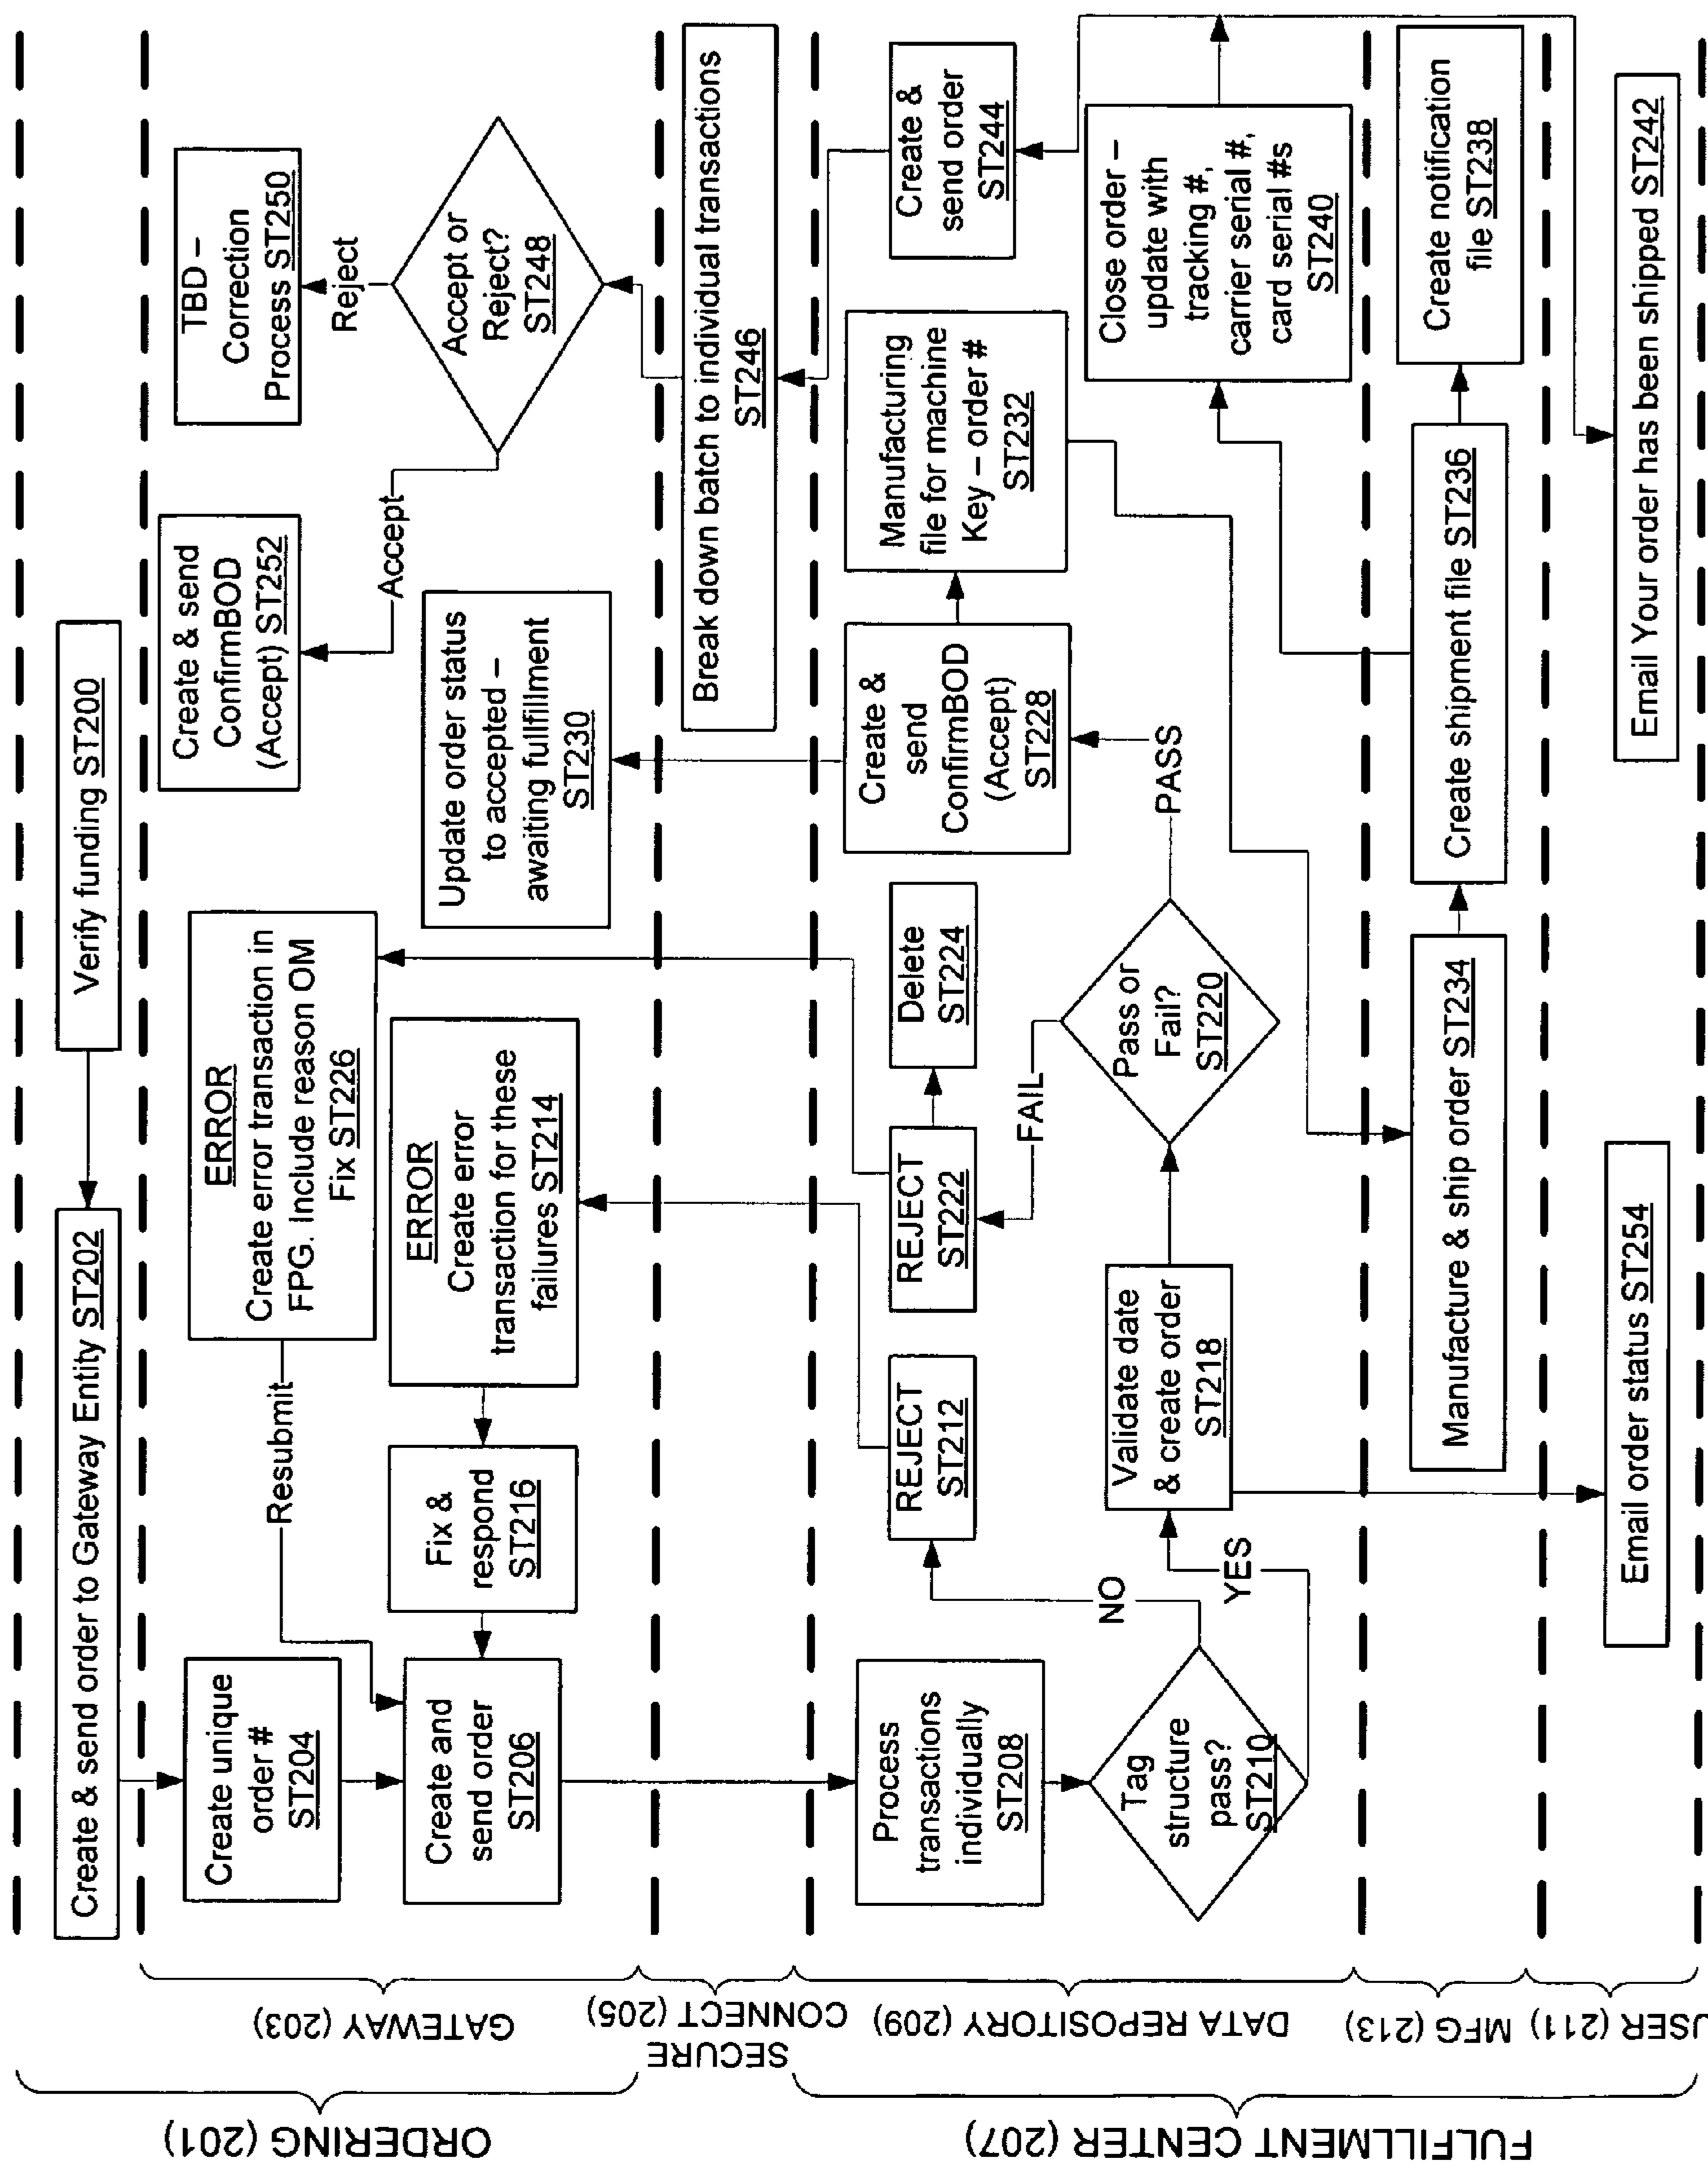 ORDERING (201)
GATEWAY (203)
SECURE
CONNECT (205)
FULFILLMENT CENTER (207)
DATA REPOSITORY (209)
MFG (213)
USER (211)
Create & send order to Gateway Entity ST202
Verify funding ST200
Create unique
order #
ST204
Create and
send order
ST206
Resubmit
Fix &
respond
ST216
ERROR
Create error transaction in
FPG. Include reason OM
Fix ST226
ERROR
Create error
transaction for these
failures ST214
Create & send
ConfirmBOD
(Accept) ST252
Accept
Update order status
to accepted –
awaiting fulfillment
ST230
TBD –
Correction
Process ST250
Reject
Accept or
Reject?
ST248
Break down batch to individual transactions
ST246
Process
transactions
individually
ST208
Tag
structure
pass?
ST210
NO
YES
REJECT
ST212
Validate date
& create order
ST218
REJECT
ST222
Delete
ST224
FAIL
Pass or
Fail?
ST220
PASS
Create &
send
ConfirmBOD
(Accept)
ST228
Manufacturing
file for machine
Key – order #
ST232
Create &
send order
ST244
Close order –
update with
tracking #,
carrier serial #,
card serial #s
ST240
Manufacture & ship order ST234
Create shipment file ST236
Create notification
file ST238
Email order status ST254
Email Your order has been shipped ST242